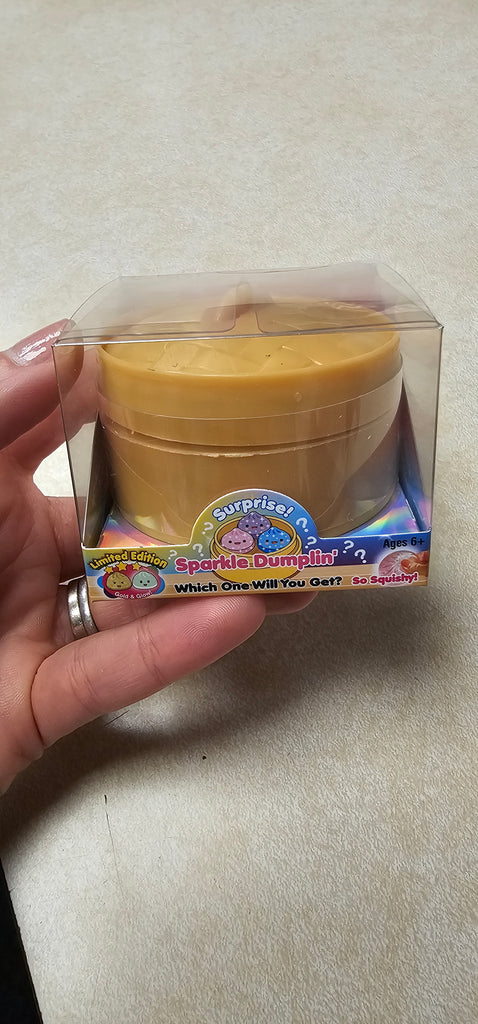 Surprise!
Limited Edition
Gold & Glow!
Sparkle Dumplin'
Which One Will You Get?
Ages 6+
So Squishy!